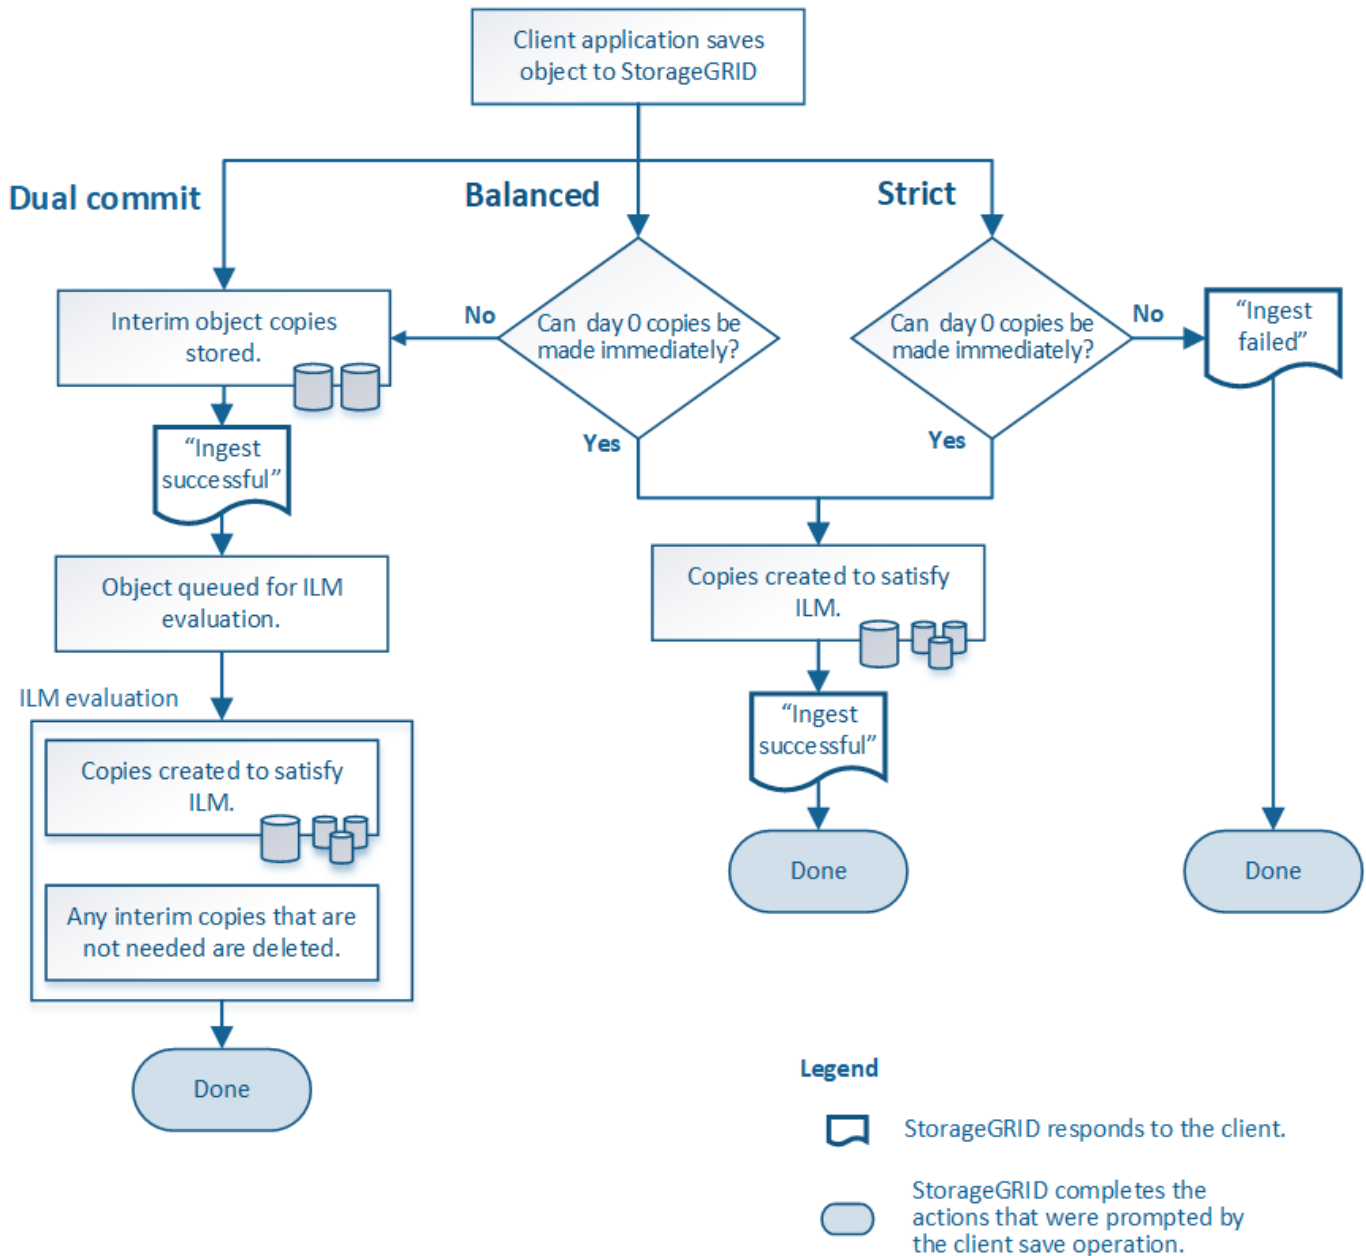 Client application saves
object to StorageGRID
Dual commit
Balanced
Strict
Interim object copies
stored.
No
Can day 0 copies be
made immediately?
Can day 0 copies be
made immediately?
No
“Ingest
failed”
“Ingest
successful”
Yes
Yes
Object queued for ILM
evaluation.
Copies created to satisfy
ILM.
ILM evaluation
“Ingest
successful”
Copies created to satisfy
ILM.
Any interim copies that are
not needed are deleted.
Done
Done
Done
Legend
StorageGRID responds to the client.
StorageGRID completes the
actions that were prompted by
the client save operation.